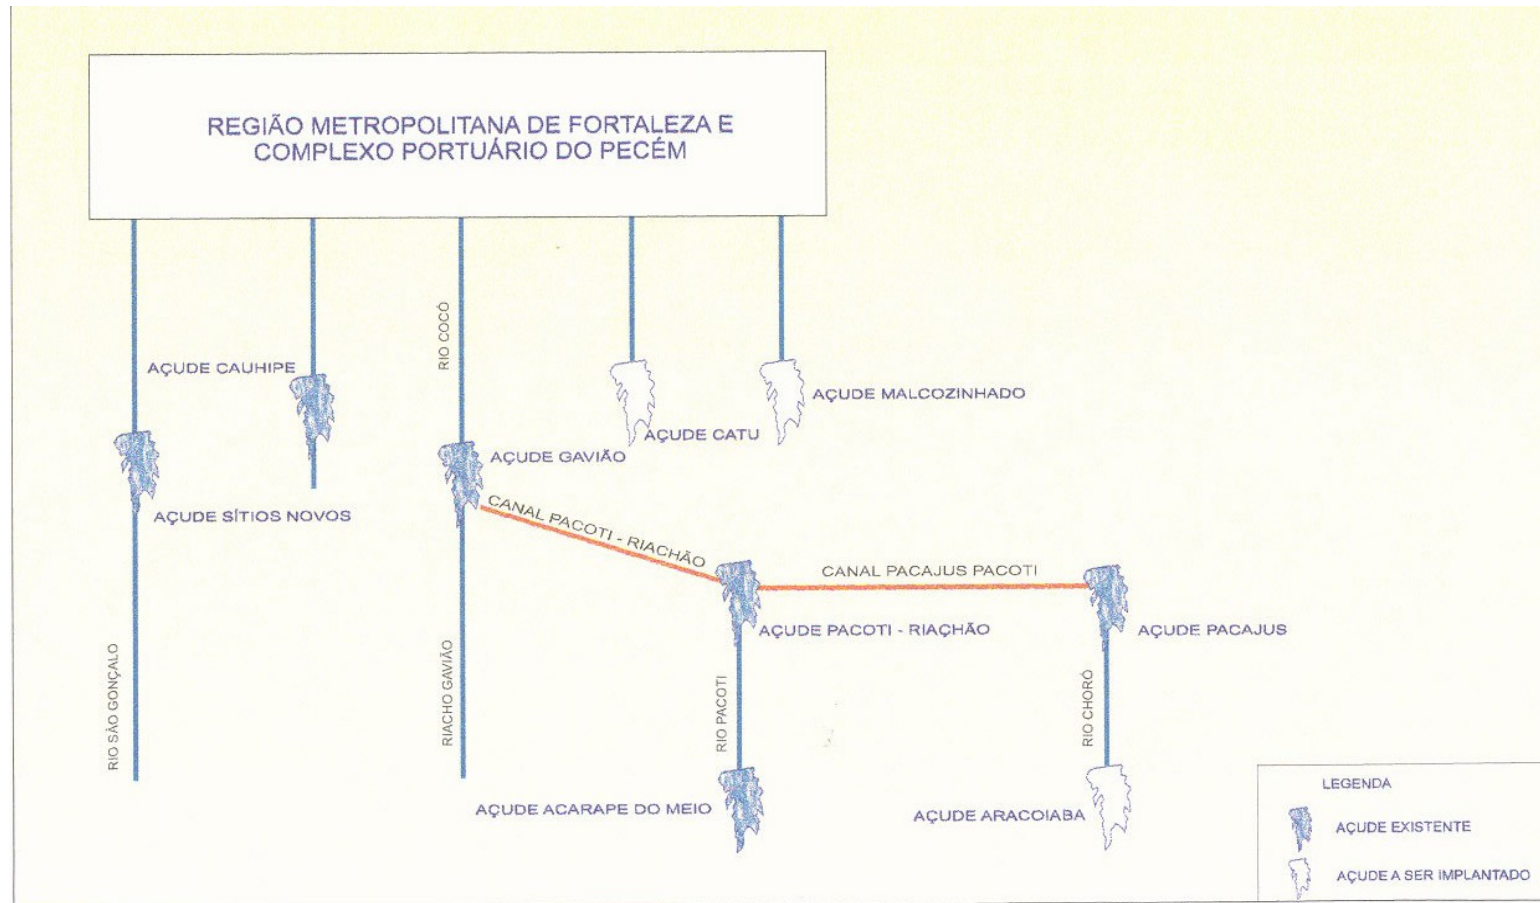 REGIÃO METROPOLITANA DE FORTALEZA E
COMPLEXO PORTUÁRIO DO PECÉM
RIO COCÓ
AÇUDE CAUHIPE
AÇUDE MALCOZINHADO
AÇUDE CATU
AÇUDE GAVIÃO
AÇUDE SÍTIOS NOVOS
CANAL PACOTI - RIACHÃO
CANAL PACAJUS PACOTI
AÇUDE PACOTI - RIAÇHÃO
AÇUDE PACAJUS
RIO SÃO GONÇALO
RIACHO GAVIÃO
RIO PACOTI
RIO CHORÓ
AÇUDE ACARAPE DO MEIO
AÇUDE ARACOIABA
LEGENDA
AÇUDE EXISTENTE
AÇUDE A SER IMPLANTADO